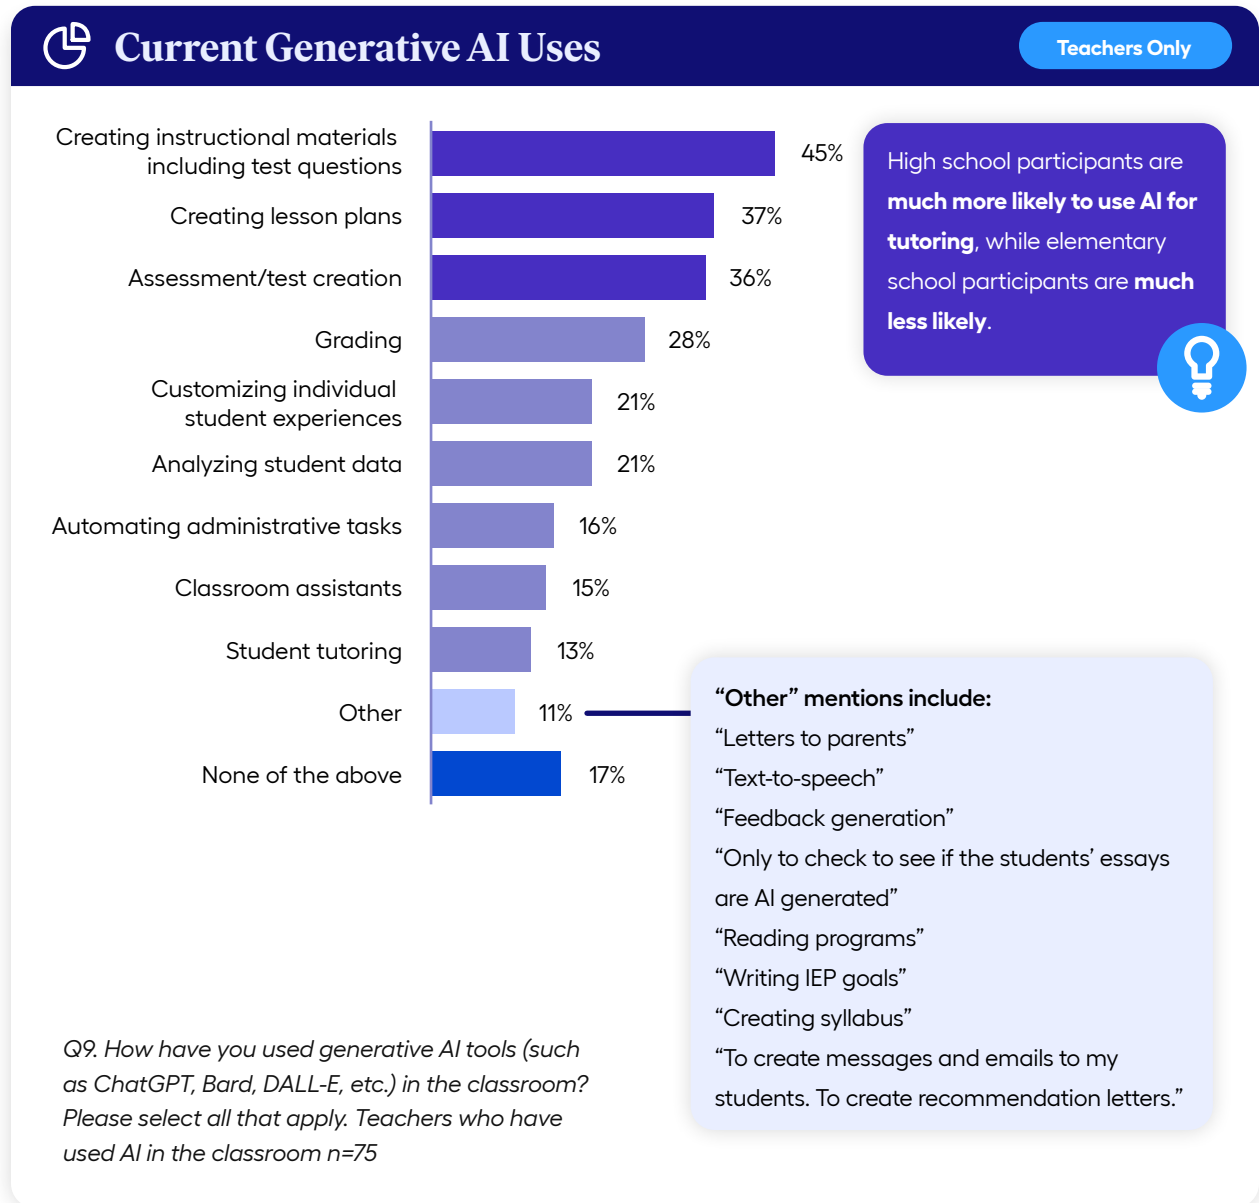 Current Generative AI Uses
Teachers Only
Creating instructional materials
including test questions
45%
Creating lesson plans
37%
Assessment/test creation
36%
Grading
28%
Customizing individual
student experiences
21%
Analyzing student data
21%
Automating administrative tasks
16%
Classroom assistants
15%
Student tutoring
13%
Other
11%
None of the above
17%
High school participants are
much more likely to use AI for
tutoring, while elementary
school participants are much
less likely.
“Other” mentions include:
“Letters to parents”
“Text-to-speech”
“Feedback generation”
“Only to check to see if the students’ essays
are AI generated”
“Reading programs”
“Writing IEP goals”
“Creating syllabus”
“To create messages and emails to my
students. To create recommendation letters.”
Q9. How have you used generative AI tools (such
as ChatGPT, Bard, DALL-E, etc.) in the classroom?
Please select all that apply. Teachers who have
used AI in the classroom n=75